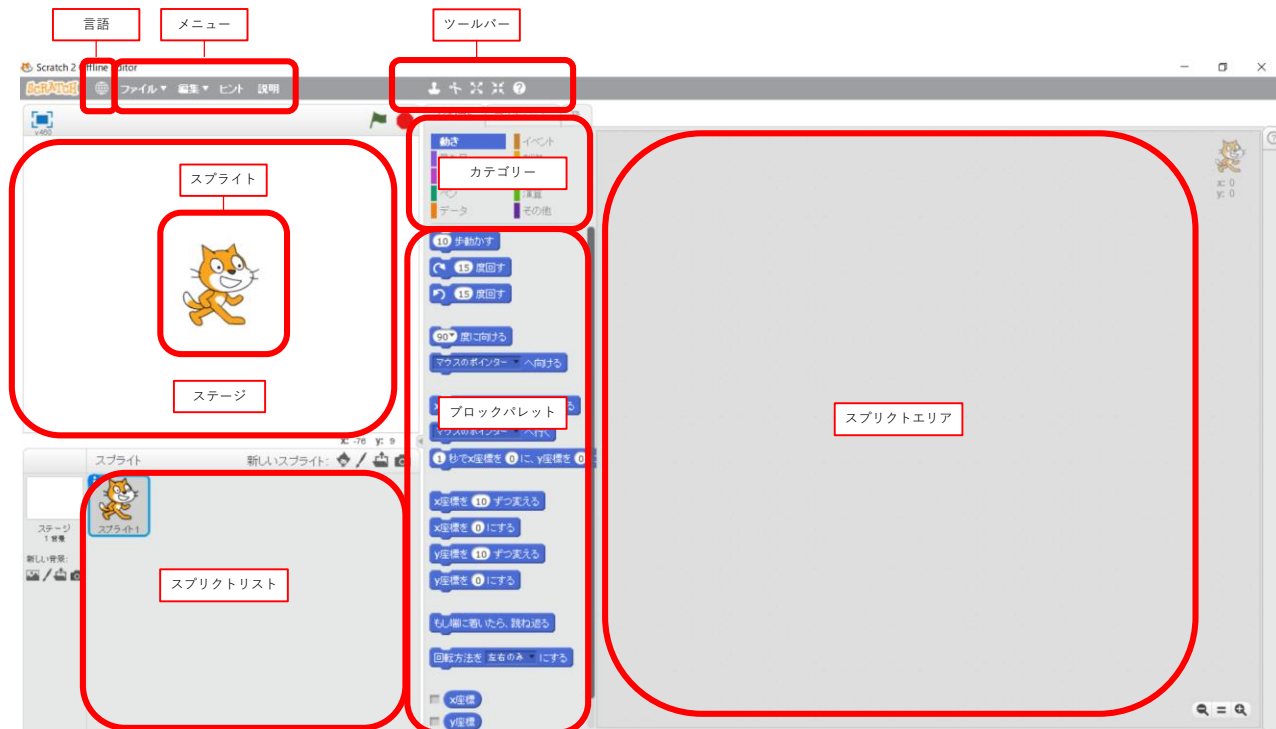 言語
メニュー
ツールバー
Scratch 2 Offline Editor
SCRATCH
ファイル▼ 編集▼ ヒント 説明
v460
動き
イベント
カテゴリー
ペン
演算
データ
その他
スプライト
ステージ
x: -76 y: 9
10 歩動かす
15 度回す
15 度回す
90▼ 度に向ける
マウスのポインター へ向ける
ブロックパレット
マウスのポインター へ行く
1 秒でx座標を 0 に、y座標を 0
x座標を 10 ずつ変える
x座標を 0 にする
y座標を 10 ずつ変える
y座標を 0 にする
もし端に着いたら、跳ね返る
回転方法を 左右のみ にする
x座標
y座標
スプライト
新しいスプライト:
スプライト1
ステージ
1 背景
新しい背景:
スプリクトリスト
スプリクトエリア
x: 0
y: 0